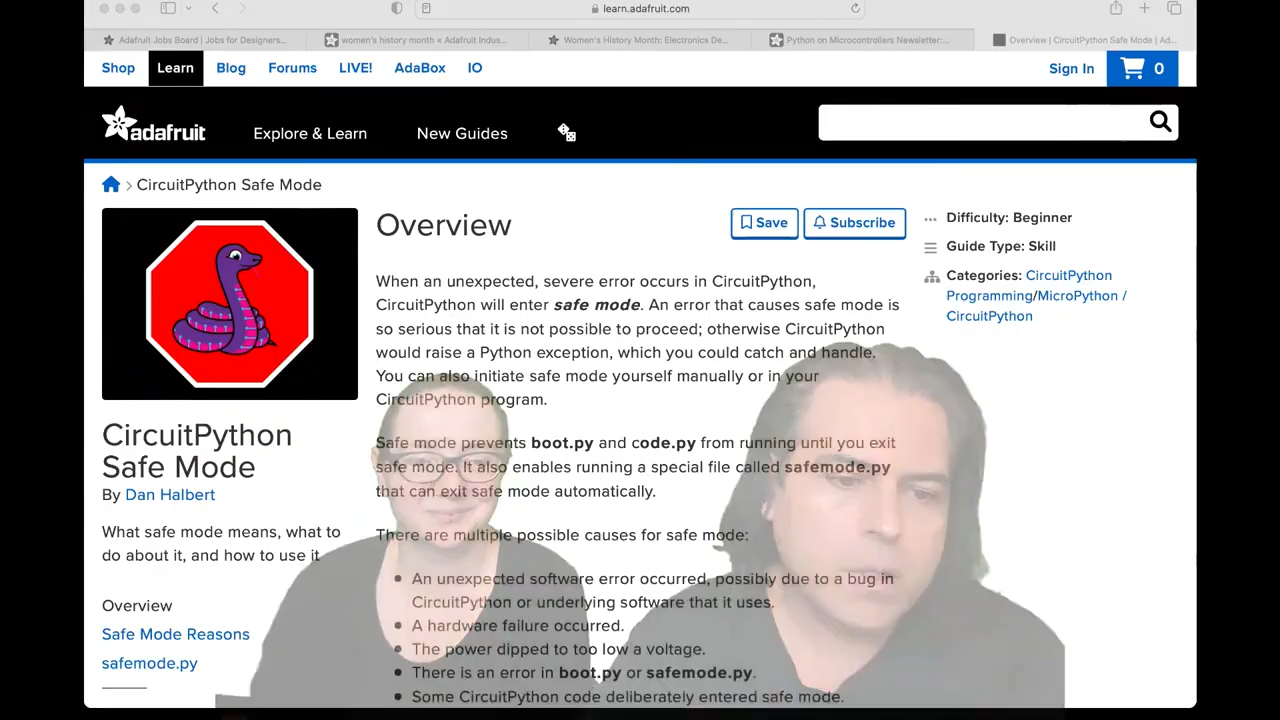 learn.adafruit.com
Adafruit Jobs Board | Jobs for Designers...
women's history month « Adafruit Indus...
Women's History Month: Electronics De...
Python on Microcontrollers Newsletter:...
Overview | CircuitPython Safe Mode | Ad...
Shop Learn Blog Forums LIVE! AdaBox IO Sign In 0
adafruit Explore & Learn New Guides
CircuitPython Safe Mode
Overview
Save Subscribe
When an unexpected, severe error occurs in CircuitPython,
CircuitPython will enter safe mode. An error that causes safe mode is
so serious that it is not possible to proceed; otherwise CircuitPython
would raise a Python exception, which you could catch and handle.
You can also initiate safe mode yourself manually or in your
CircuitPython program.
Safe mode prevents boot.py and code.py from running until you exit
safe mode. It also enables running a special file called safemode.py
that can exit safe mode automatically.
There are multiple possible causes for safe mode:
An unexpected software error occurred, possibly due to a bug in
CircuitPython or underlying software that it uses.
A hardware failure occurred.
The power dipped to too low a voltage.
There is an error in boot.py or safemode.py.
Some CircuitPython code deliberately entered safe mode.
Difficulty: Beginner
Guide Type: Skill
Categories: CircuitPython
Programming/MicroPython /
CircuitPython
CircuitPython
Safe Mode
By Dan Halbert
What safe mode means, what to
do about it, and how to use it
Overview
Safe Mode Reasons
safemode.py